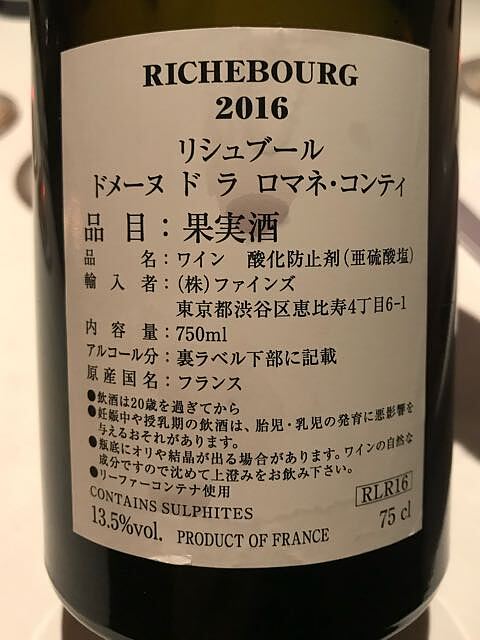 RICHEBOURG
2016
リシュブール
ドメーヌ ド ラ ロマネ・コンティ
品 目：果実酒
品 名：ワイン 酸化防止剤(亜硫酸塩)
輸 入 者：(株)ファインズ
東京都渋谷区恵比寿4丁目6-1
内 容 量：750ml
アルコール分：裏ラベル下部に記載
原 産 国 名：フランス
●飲酒は20歳を過ぎてから
●妊娠中や授乳期の飲酒は、胎児・乳児の発育に悪影響を
与えるおそれがあります。
●瓶底にオリや結晶が出る場合があります。ワインの自然な
成分ですので沈めて上澄みをお飲み下さい。
●リーファーコンテナ使用
CONTAINS SULPHITES
RLR16
13.5%vol. PRODUCT OF FRANCE 75 cl